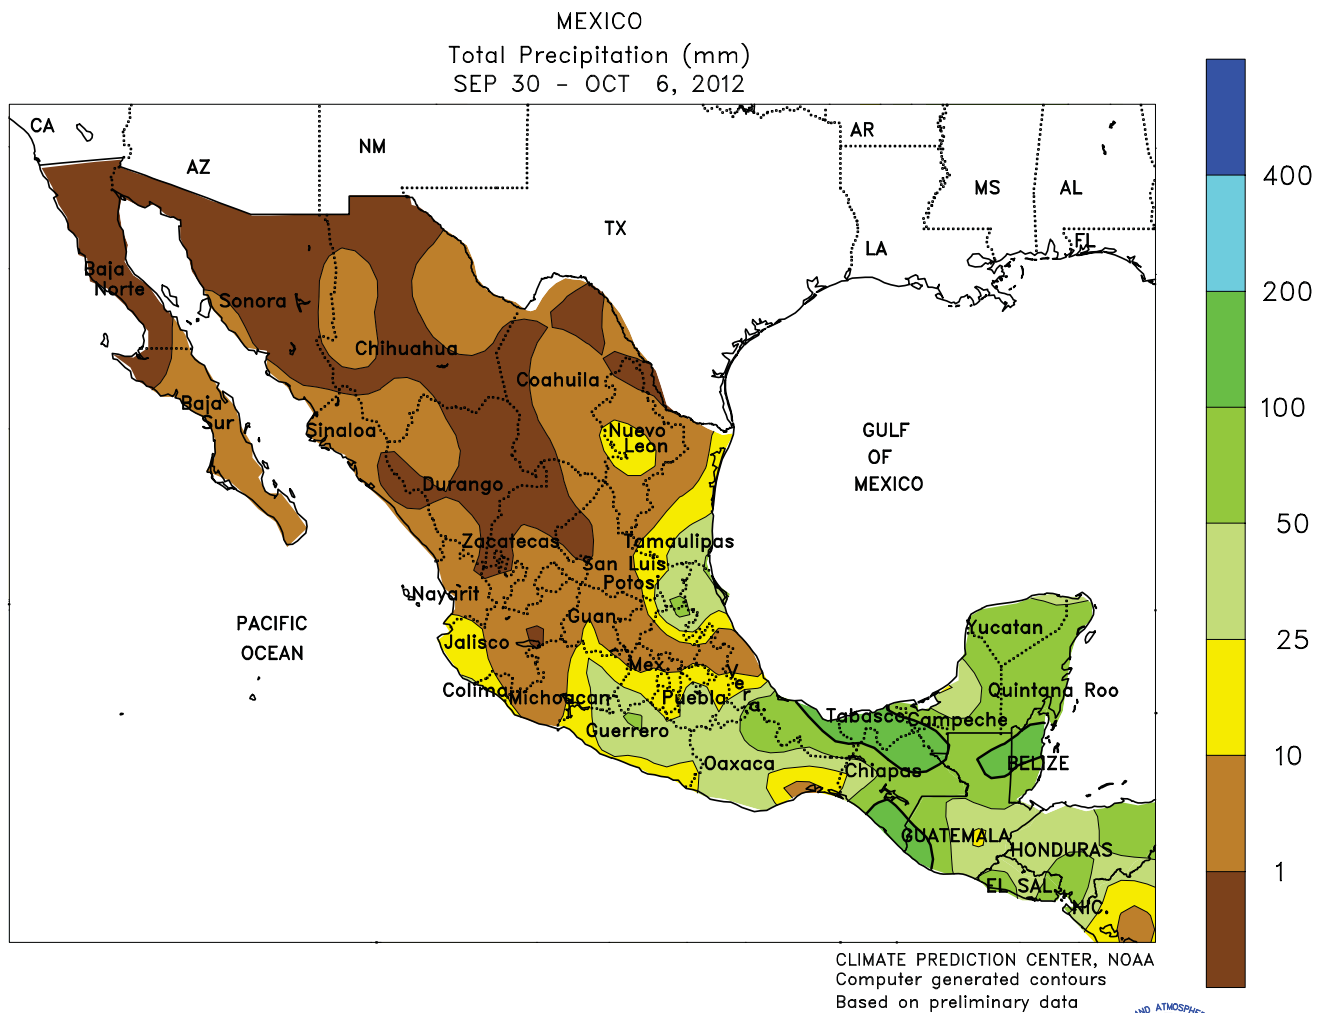 MEXICO
Total Precipitation (mm)
SEP 30 - OCT 6, 2012
CA
AZ
NM
TX
AR
LA
MS
AL
FL
400
200
100
50
25
10
1
Baja
Norte
Sonora
Chihuahua
Coahuila
Baja
Sur
Sinaloa
Nuevo
Leon
Durango
Zacatecas
Tamaulipas
San Luis
Potosi
Nayarit
Guan.
Jalisco
Mex.
Colima
Michoacan
Puebla
Ver
a.
Guerrero
Oaxaca
Tabasco
Campeche
Chiapas
Yucatan
Quintana Roo
BELIZE
GUATEMALA
HONDURAS
EL SAL.
NIC.
GULF
OF
MEXICO
PACIFIC
OCEAN
CLIMATE PREDICTION CENTER, NOAA
Computer generated contours
Based on preliminary data
AND ATMOSPHE